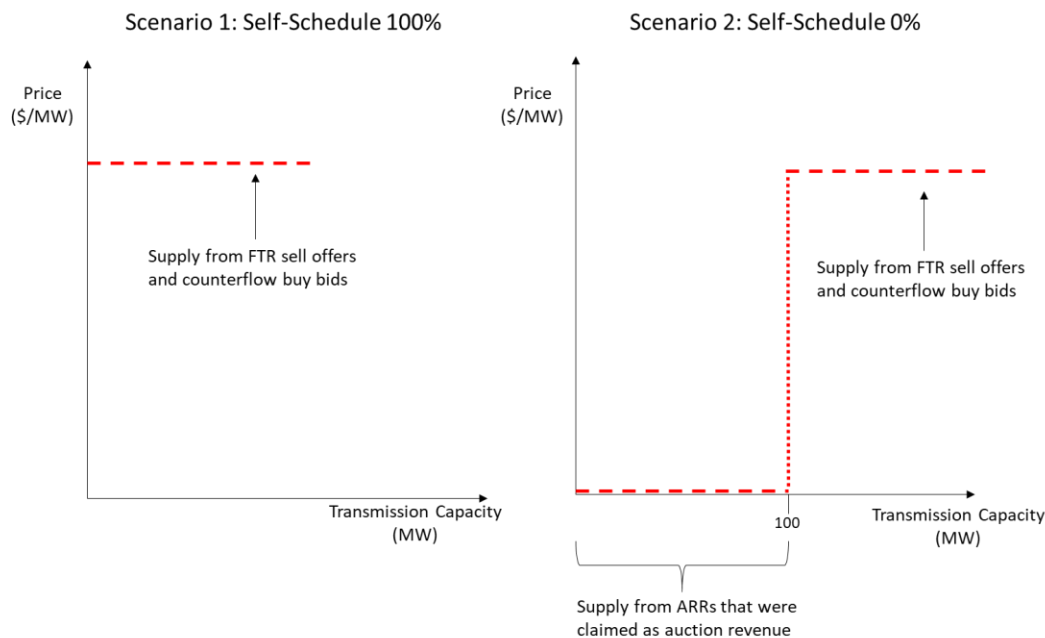 Scenario 1: Self-Schedule 100%
Price
($/MW)
Supply from FTR sell offers
and counterflow buy bids
Transmission Capacity
(MW)
Scenario 2: Self-Schedule 0%
Price
($/MW)
Supply from FTR sell offers
and counterflow buy bids
100
Transmission Capacity
(MW)
Supply from ARRs that were
claimed as auction revenue